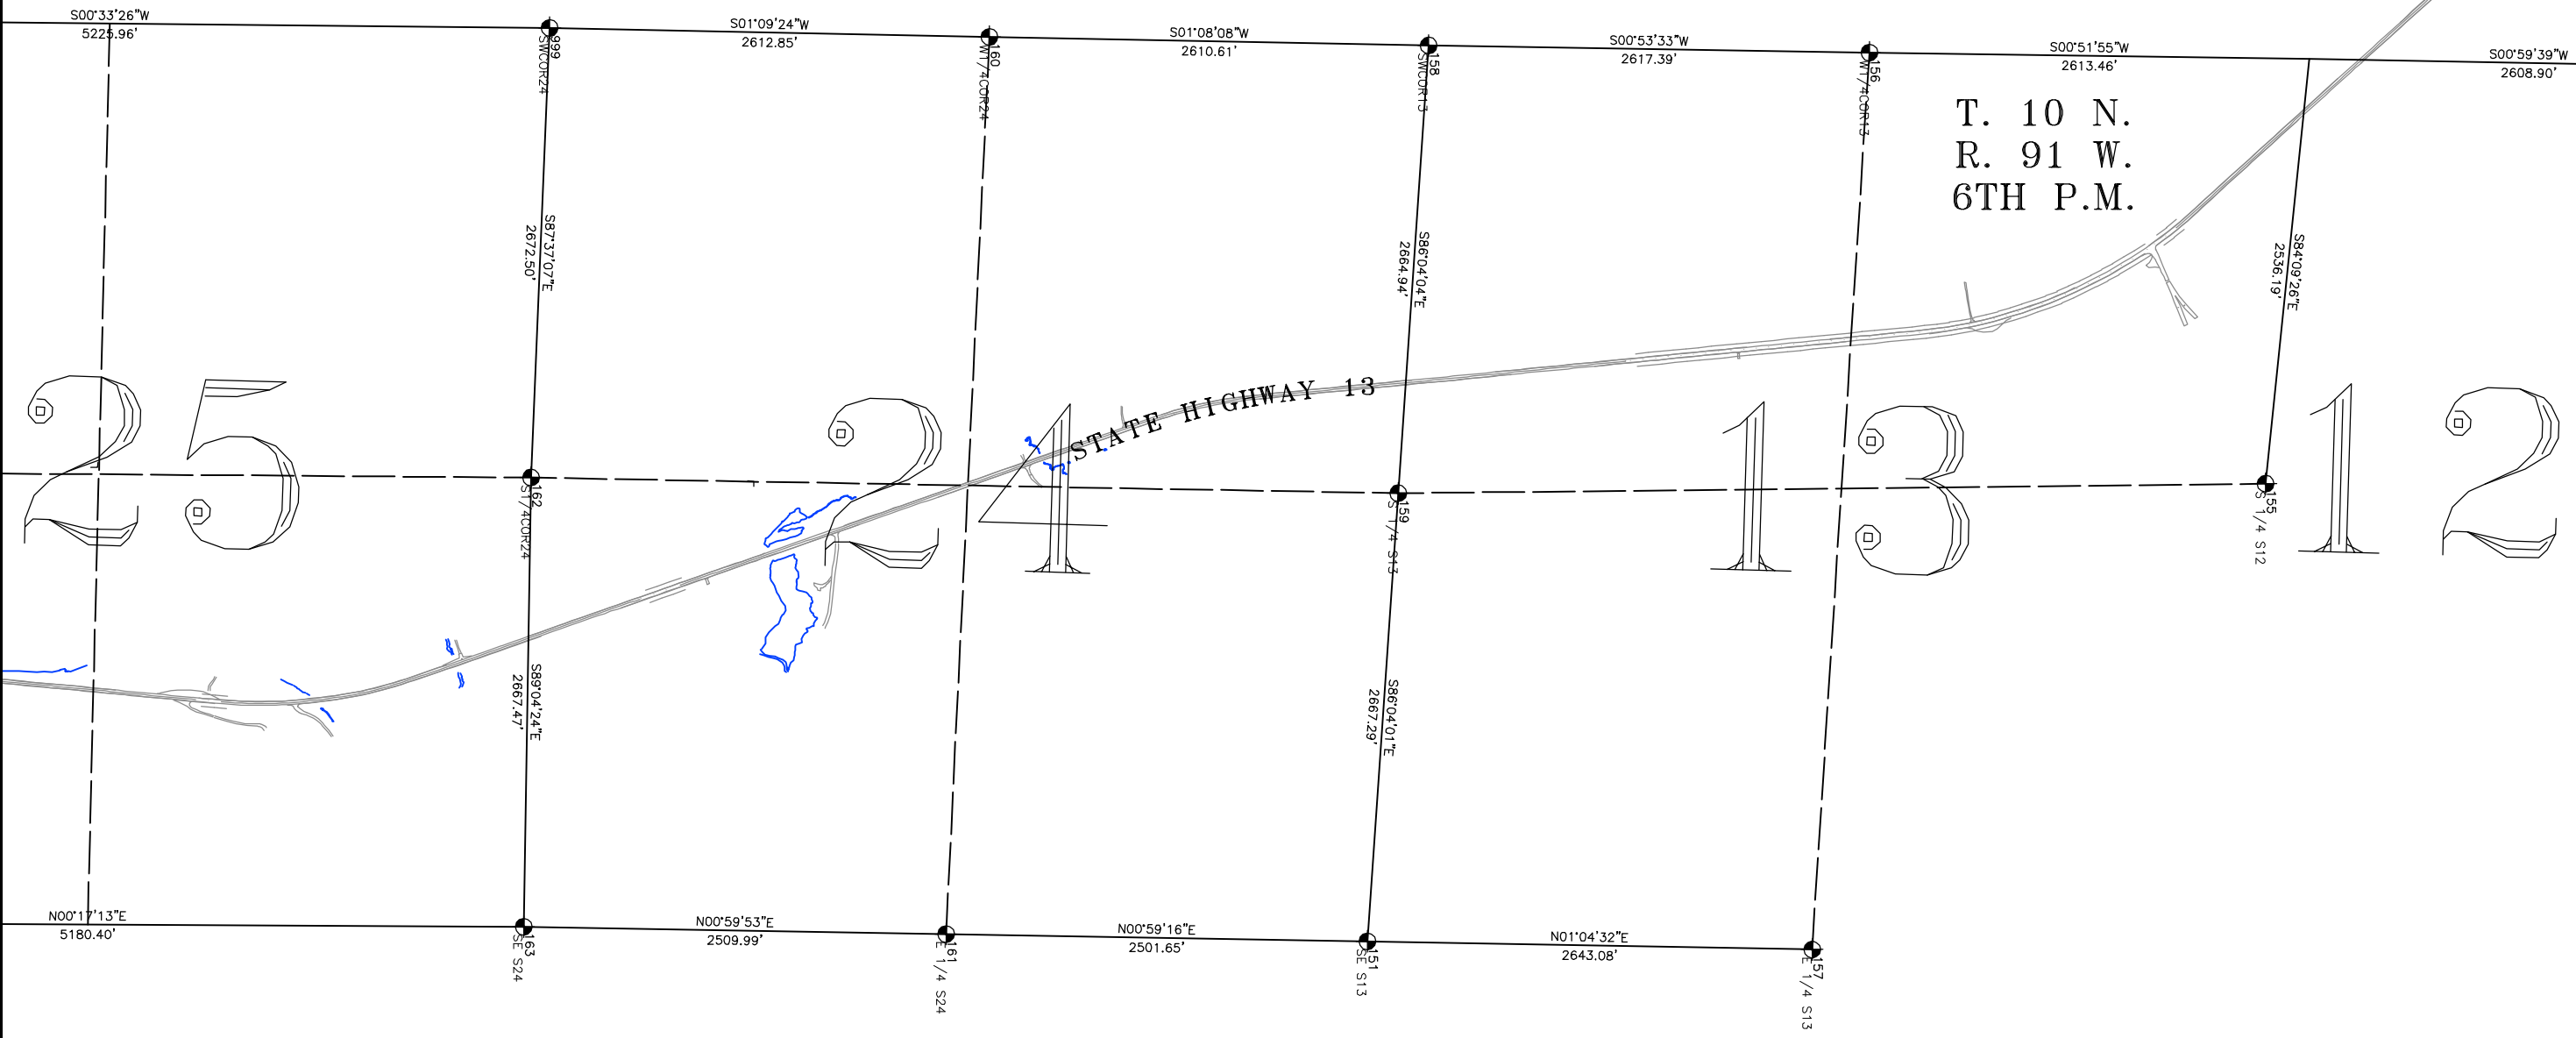 S00°33'26"W
5225.96'
S01°09'24"W
2612.85'
S01°08'08"W
2610.61'
S00°53'33"W
2617.39'
S00°51'55"W
2613.46'
S00°59'39"W
2608.90'
999
SWCOR24
160
W1/4COR24
158
SWCOR13
156
W1/4COR13
T. 10 N.
R. 91 W.
6TH P.M.
S87°37'07"E
2672.50'
S86°04'04"E
2664.94'
S84°09'26"E
2536.19'
STATE HIGHWAY 13
25
24
13
12
162
S1/4COR24
159
S 1/4 S13
155
S 1/4 S12
S89°04'24"E
2667.47'
S86°04'01"E
2667.29'
N00°17'13"E
5180.40'
N00°59'53"E
2509.99'
N00°59'16"E
2501.65'
N01°04'32"E
2643.08'
163
SE S24
161
E 1/4 S24
151
SE S13
157
E 1/4 S13